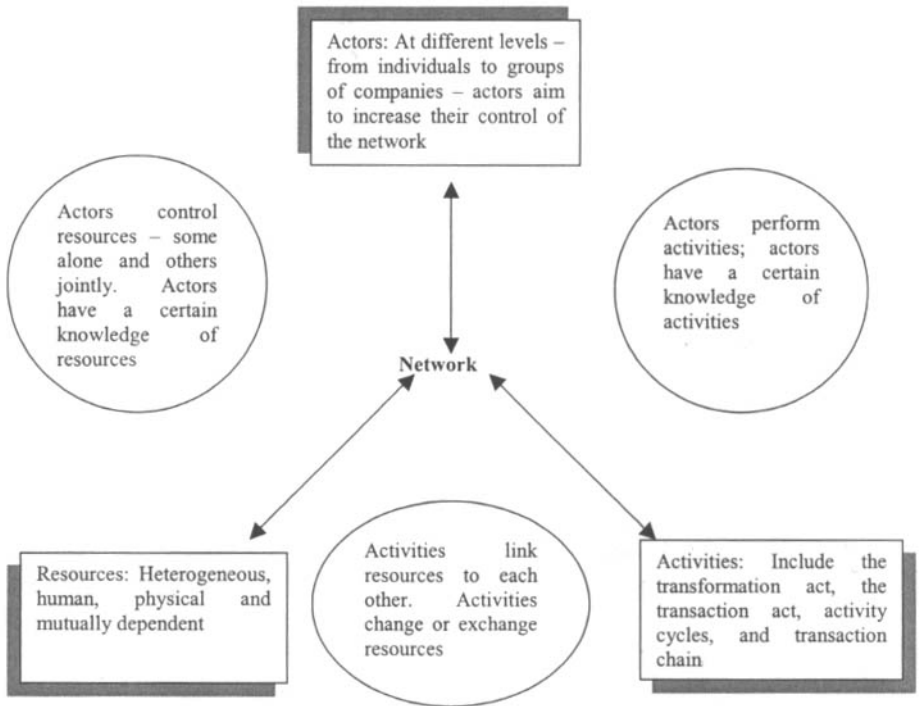 Actors: At different levels –
from individuals to groups
of companies – actors aim
to increase their control of
the network
Actors control
resources – some
alone and others
jointly. Actors
have a certain
knowledge of
resources
Actors perform
activities; actors
have a certain
knowledge of
activities
Network
Resources: Heterogeneous,
human, physical and
mutually dependent
Activities link
resources to each
other. Activities
change or exchange
resources
Activities: Include the
transformation act, the
transaction act, activity
cycles, and transaction
chain